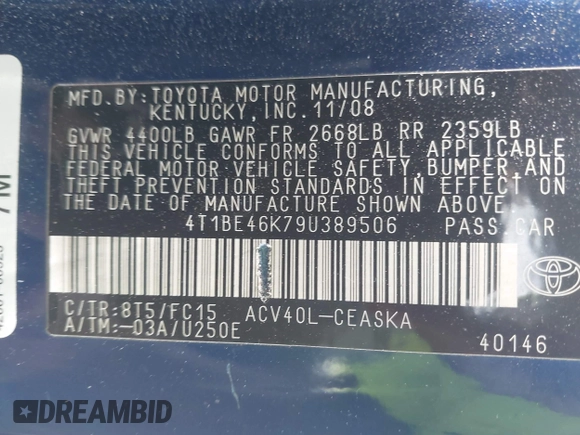 MFD.BY:TOYOTA MOTOR MANUFACTURING,
KENTUCKY,INC.11/08
GVWR 4400LB GAWR FR 2668LB RR 2359LB
THIS VEHICLE CONFORMS TO ALL APPLICABLE
FEDERAL MOTOR VEHICLE SAFETY,BUMPER,AND
THEFT PREVENTION STANDARDS IN EFFECT ON
THE DATE OF MANUFACTURE SHOWN ABOVE.
4T1BE46K79U389506 PASS.CAR
C/TR:8T5/FC15 ACV40L-CEASKA
A/TM:-03A/U250E
40146
TOYOTA
DREAMBID